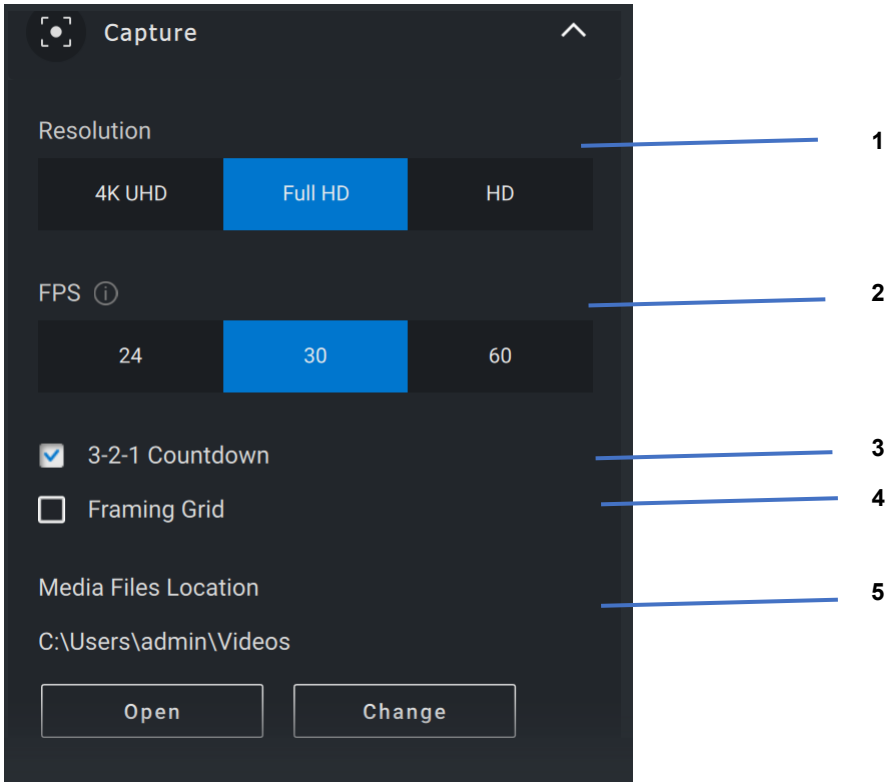 Capture
Resolution
1
4K UHD Full HD HD
FPS
2
24 30 60
3-2-1 Countdown
3
Framing Grid
4
Media Files Location
5
C:\Users\admin\Videos
Open Change